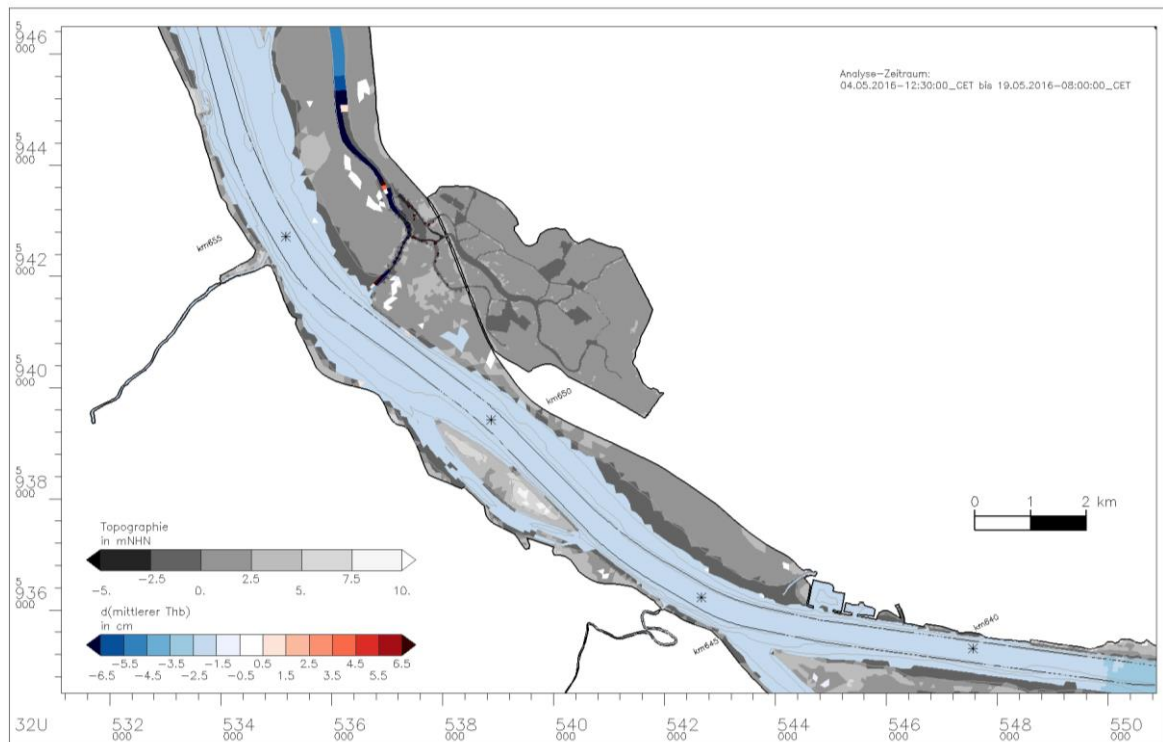 5 946
000
5 944
000
5 942
000
5 940
000
5 938
000
5 936
000
Analyse-Zeitraum:
04.05.2016-12:30:00_CET bis 19.05.2016-08:00:00_CET
km655
km650
km645
km640
0 1 2 km
Topographie
in mNHN
-5. -2.5 0. 2.5 5. 7.5 10.
d(mittlerer Thb)
in cm
-5.5 -3.5 -1.5 0.5 2.5 4.5 6.5
-6.5 -4.5 -2.5 -0.5 1.5 3.5 5.5
32U 532 534 536 538 540 542 544 546 548 550
000 000 000 000 000 000 000 000 000 000